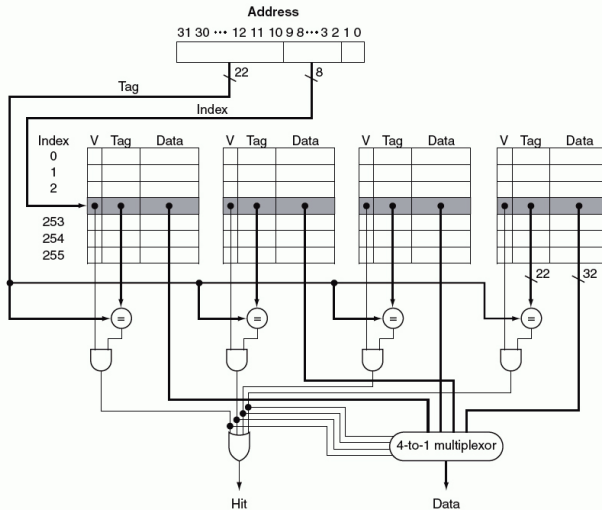 Address
31 30 ••• 12 11 10 9 8•••3 2 1 0
22
8
Tag
Index
Index V Tag Data V Tag Data V Tag Data V Tag Data
0
1
2
253
254
255
22
32
= = = =
4-to-1 multiplexor
Hit
Data